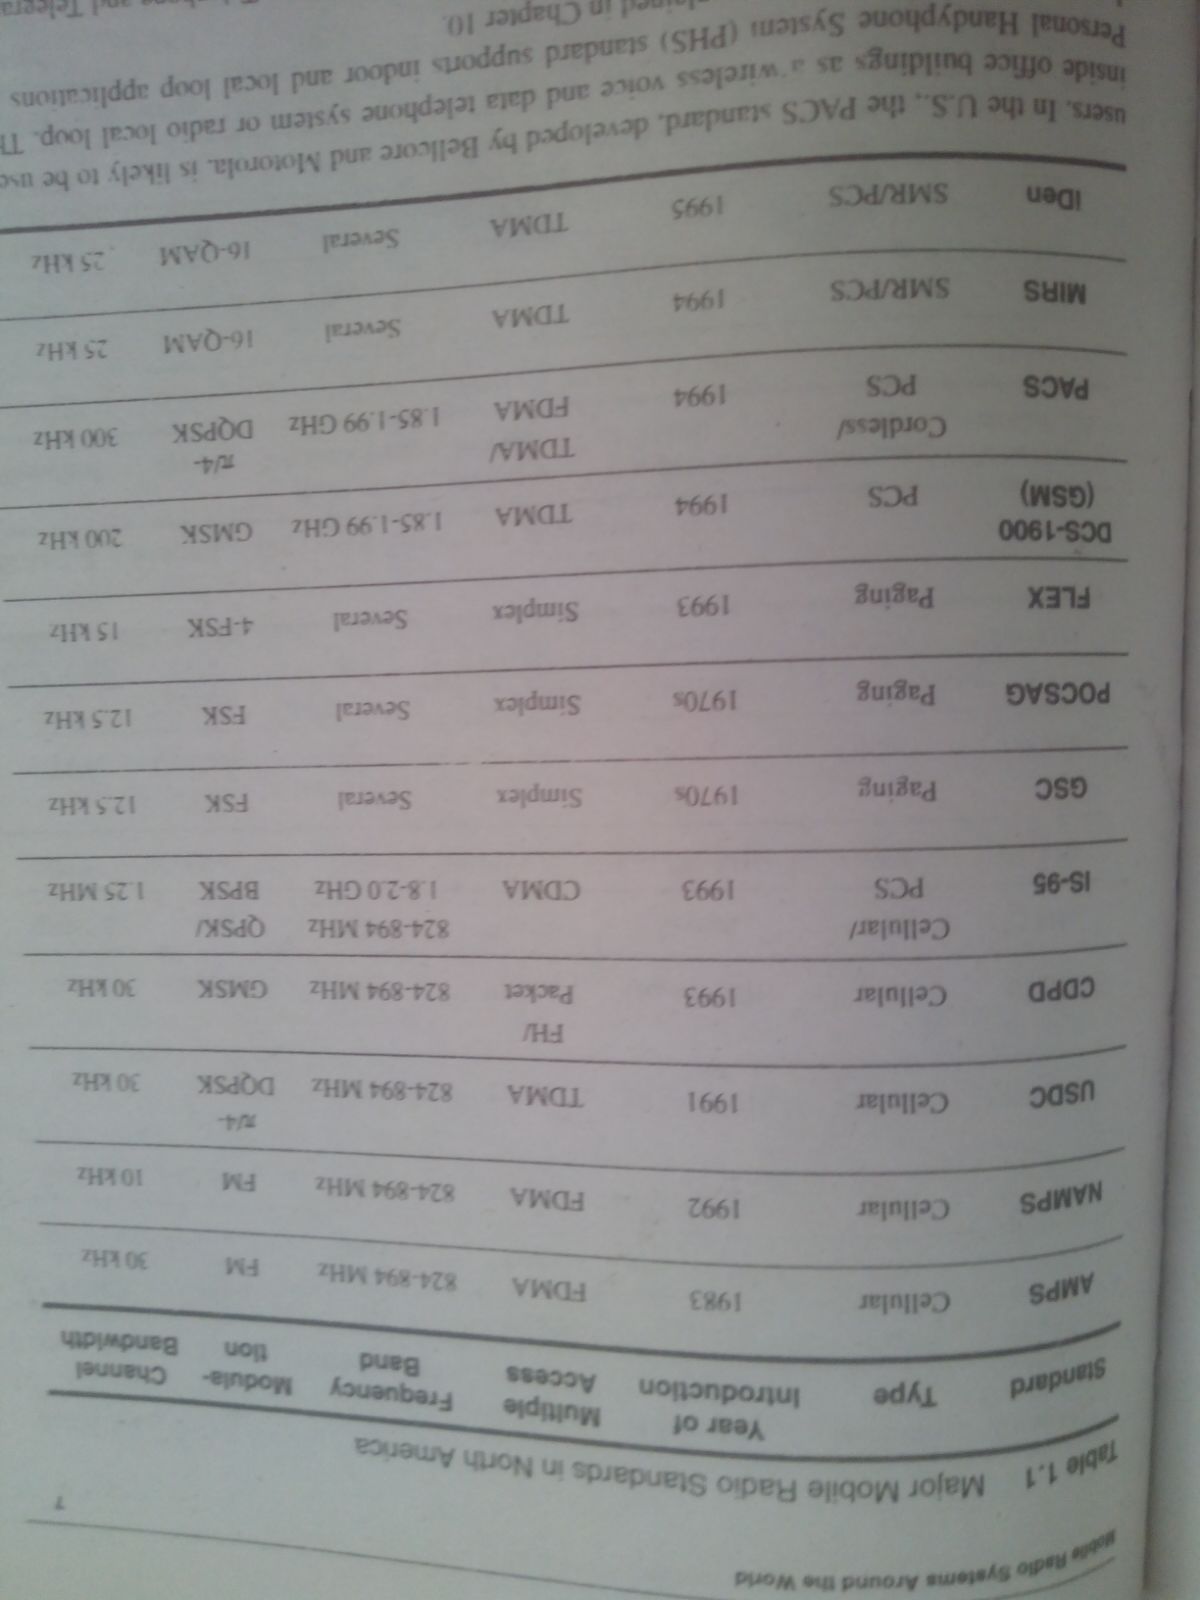 Mobile Radio Systems Around the World
7
Table 1.1 Major Mobile Radio Standards in North America
Standard Type Year of Introduction Multiple Access Frequency Band Modula-tion Channel Bandwidth
AMPS Cellular 1983 FDMA 824-894 MHz FM 30 kHz
NAMPS Cellular 1992 FDMA 824-894 MHz FM 10 kHz
USDC Cellular 1991 TDMA 824-894 MHz π/4-DQPSK 30 kHz
CDPD Cellular 1993 FH/Packet 824-894 MHz GMSK 30 kHz
IS-95 Cellular/PCS 1993 CDMA 824-894 MHz 1.8-2.0 GHz QPSK/BPSK 1.25 MHz
GSC Paging 1970s Simplex Several FSK 12.5 kHz
POCSAG Paging 1970s Simplex Several FSK 12.5 kHz
FLEX Paging 1993 Simplex Several 4-FSK 15 kHz
DCS-1900 (GSM) PCS 1994 TDMA 1.85-1.99 GHz GMSK 200 kHz
PACS Cordless/PCS 1994 TDMA/FDMA 1.85-1.99 GHz π/4-DQPSK 300 kHz
MIRS SMR/PCS 1994 TDMA Several 16-QAM 25 kHz
iDen SMR/PCS 1995 TDMA Several 16-QAM 25 kHz
users. In the U.S., the PACS standard, developed by Bellcore and Motorola, is likely to be use
inside office buildings as a wireless voice and data telephone system or radio local loop. Th
Personal Handyphone System (PHS) standard supports indoor and local loop applications
in Chapter 10.
and Telegra